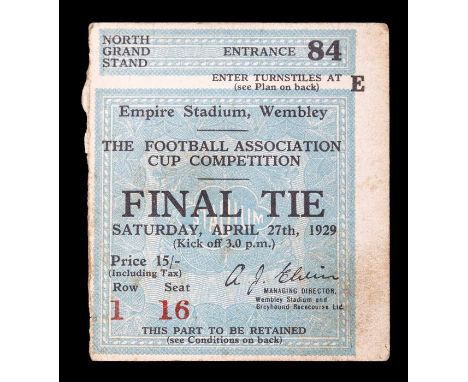 NORTH
GRAND
STAND
ENTRANCE 84
ENTER TURNSTILES AT E
(see Plan on back)
Empire Stadium, Wembley
THE FOOTBALL ASSOCIATION
CUP COMPETITION
FINAL TIE
STADIUM
SATURDAY, APRIL 27th, 1929
(Kick off 3.0 p.m.)
Price 15/-
(Including Tax)
Row Seat
1 16
A. J. Elvin
MANAGING DIRECTOR.
Wembley Stadium and
Greyhound Racecourse Ltd.
THIS PART TO BE RETAINED
(see Conditions on back)